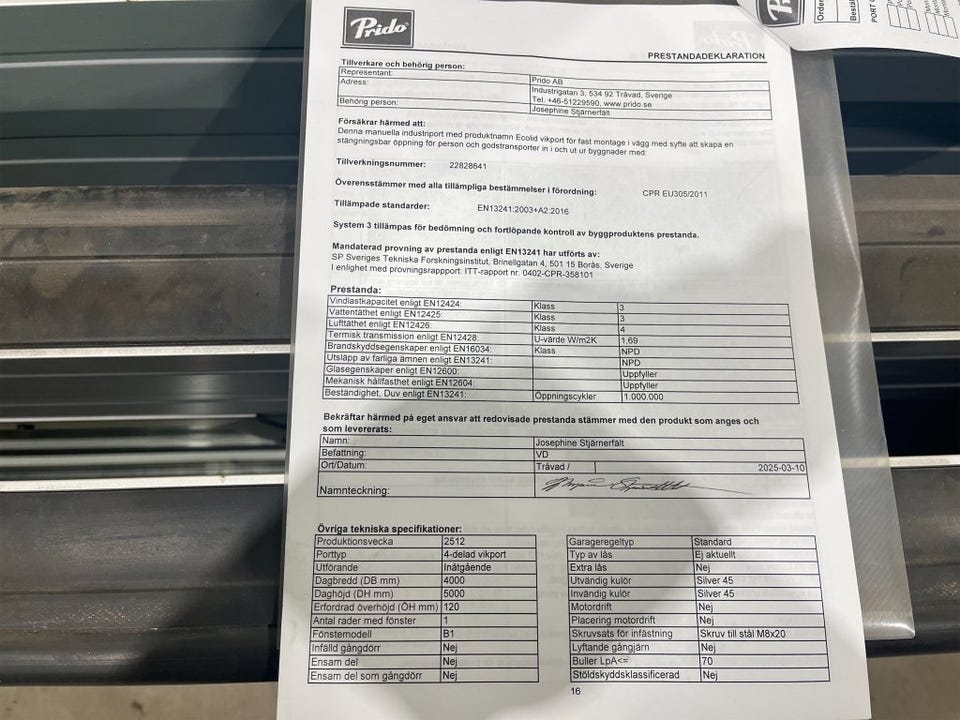 Prido
PRESTANDADEKLARATION
Tillverkare och behörig person:
Representant: Prido AB
Adress: Industrigatan 3, 534 92 Tråvad, Sverige
Tel. +46-51229590, www.prido.se
Behörig person: Josephine Stjärnerfält
Försäkrar härmed att:
Denna manuella industriport med produktnamn Ecolid vikport för fast montage i vägg med syfte att skapa en
stängningsbar öppning för person och godstransporter in i och ut ur byggnader med:
Tillverkningsnummer: 22828641
Överensstämmer med alla tillämpliga bestämmelser i förordning: CPR EU305/2011
Tillämpade standarder: EN13241:2003+A2:2016
System 3 tillämpas för bedömning och fortlöpande kontroll av byggproduktens prestanda.
Mandaterad provning av prestanda enligt EN13241 har utförts av:
SP Sveriges Tekniska Forskningsinstitut, Brinellgatan 4, 501 15 Borås, Sverige
I enlighet med provningsrappport: ITT-rapport nr. 0402-CPR-358101
Prestanda:
Vindlastkapacitet enligt EN12424: Klass 3
Vattentäthet enligt EN12425: Klass 3
Lufttäthet enligt EN12426: Klass 4
Termisk transmission enligt EN12428: U-värde W/m2K 1,69
Brandskyddsegenskaper enligt EN16034: Klass NPD
Utsläpp av farliga ämnen enligt EN13241: NPD
Glasegenskaper enligt EN12600: Uppfyller
Mekanisk hållfasthet enligt EN12604: Uppfyller
Beständighet, Duv enligt EN13241: Öppningscykler 1.000.000
Bekräftar härmed på eget ansvar att redovisade prestanda stämmer med den produkt som anges och
som levererats:
Namn: Josephine Stjärnerfält
Befattning: VD
Ort/Datum: Tråvad / 2025-03-10
Namnteckning:
Övriga tekniska specifikationer:
Produktionsvecka 2512 Garageregeltyp Standard
Porttyp 4-delad vikport Typ av lås Ej aktuellt
Utförande Inåtgående Extra lås Nej
Dagbredd (DB mm) 4000 Utvändig kulör Silver 45
Daghöjd (DH mm) 5000 Invändig kulör Silver 45
Erfordrad överhöjd (ÖH mm) 120 Motordrift Nej
Antal rader med fönster 1 Placering motordrift Nej
Fönstemodell B1 Skruvsats för infästning Skruv till stål M8x20
Infälld gångdörr Nej Lyftande gångjärn Nej
Ensam del Nej Buller LpA<= 70
Ensam del som gångdörr Nej Stöldskyddsklassificerad Nej
16